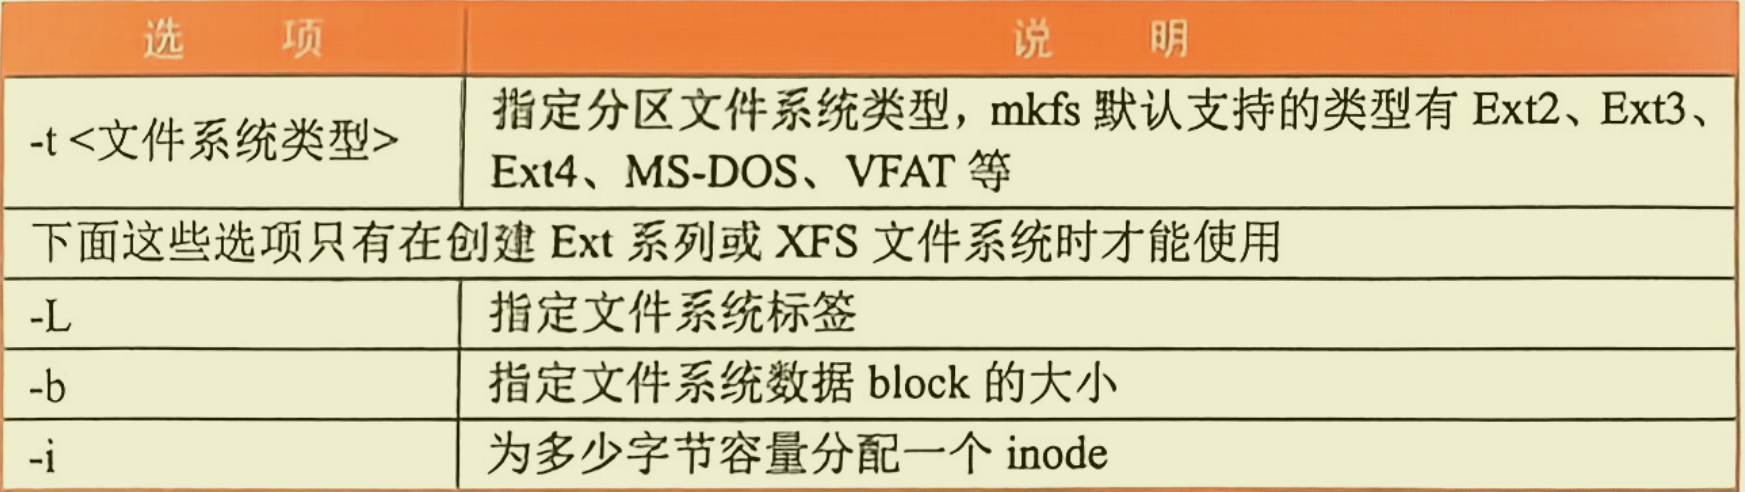 选 项 说 明
-t <文件系统类型> 指定分区文件系统类型，mkfs 默认支持的类型有 Ext2、Ext3、
Ext4、MS-DOS、VFAT 等
下面这些选项只有在创建 Ext 系列或 XFS 文件系统时才能使用
-L 指定文件系统标签
-b 指定文件系统数据 block 的大小
-i 为多少字节容量分配一个 inode